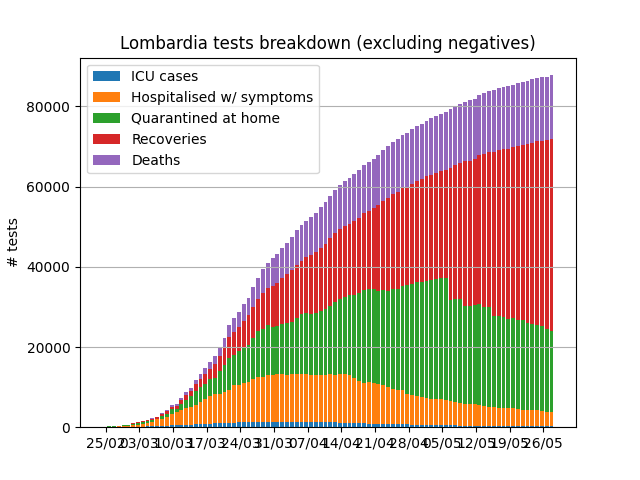 Lombardia tests breakdown (excluding negatives)
ICU cases
Hospitalised w/ symptoms
Quarantined at home
Recoveries
Deaths
# tests
80000
60000
40000
20000
0
25/02 03/03 10/03 17/03 24/03 31/03 07/04 14/04 21/04 28/04 05/05 12/05 19/05 26/05